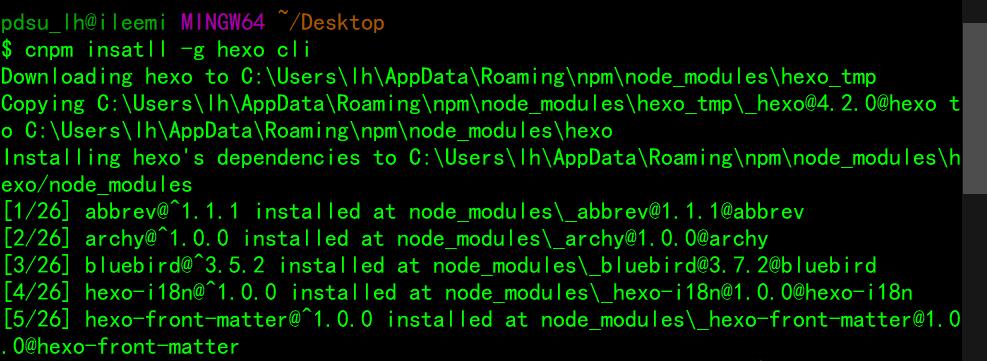 pdsu_lh@ileemi MINGW64 ~/Desktop
$ cnpm insatll -g hexo cli
Downloading hexo to C:\Users\lh\AppData\Roaming\npm\node_modules\hexo_tmp
Copying C:\Users\lh\AppData\Roaming\npm\node_modules\hexo_tmp\_hexo@4.2.0@hexo t
o C:\Users\lh\AppData\Roaming\npm\node_modules\hexo
Installing hexo's dependencies to C:\Users\lh\AppData\Roaming\npm\node_modules\h
exo/node_modules
[1/26] abbrev@^1.1.1 installed at node_modules\_abbrev@1.1.1@abbrev
[2/26] archy@^1.0.0 installed at node_modules\_archy@1.0.0@archy
[3/26] bluebird@^3.5.2 installed at node_modules\_bluebird@3.7.2@bluebird
[4/26] hexo-i18n@^1.0.0 installed at node_modules\_hexo-i18n@1.0.0@hexo-i18n
[5/26] hexo-front-matter@^1.0.0 installed at node_modules\_hexo-front-matter@1.0
.0@hexo-front-matter